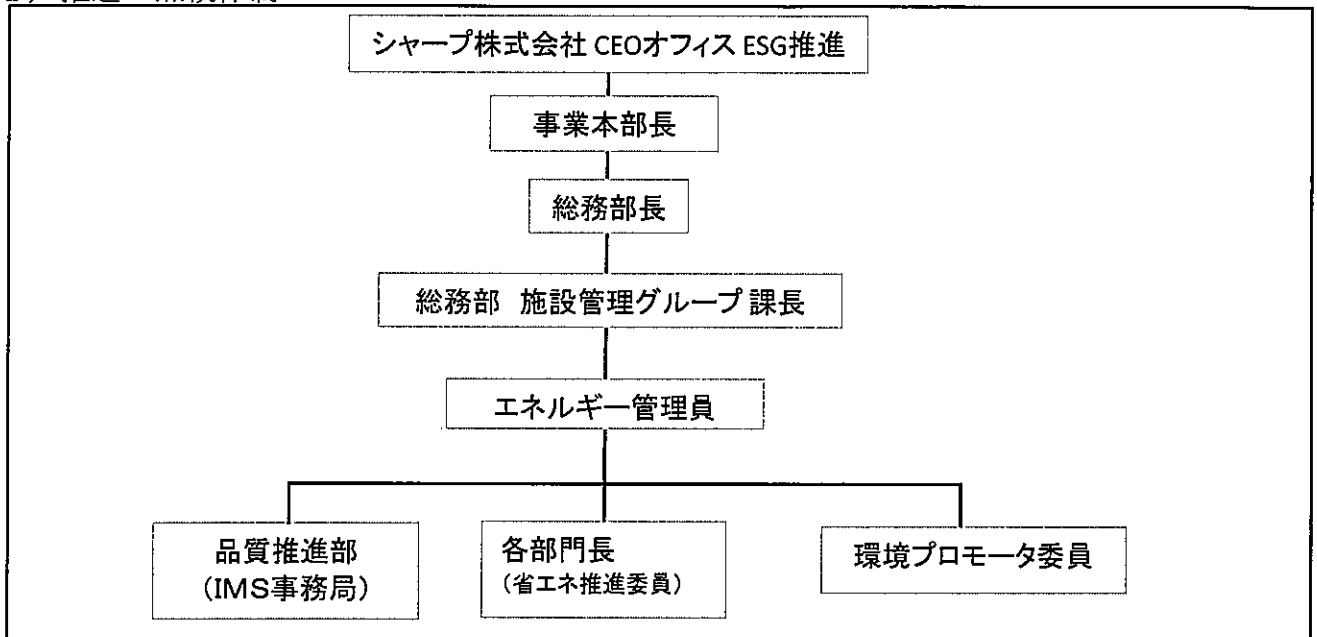 シャープ株式会社 CEOオフィス ESG推進
事業本部長
総務部長
総務部 施設管理グループ 課長
エネルギー管理員
品質推進部
(IMS事務局)
各部門長
(省エネ推進委員)
環境プロモータ委員